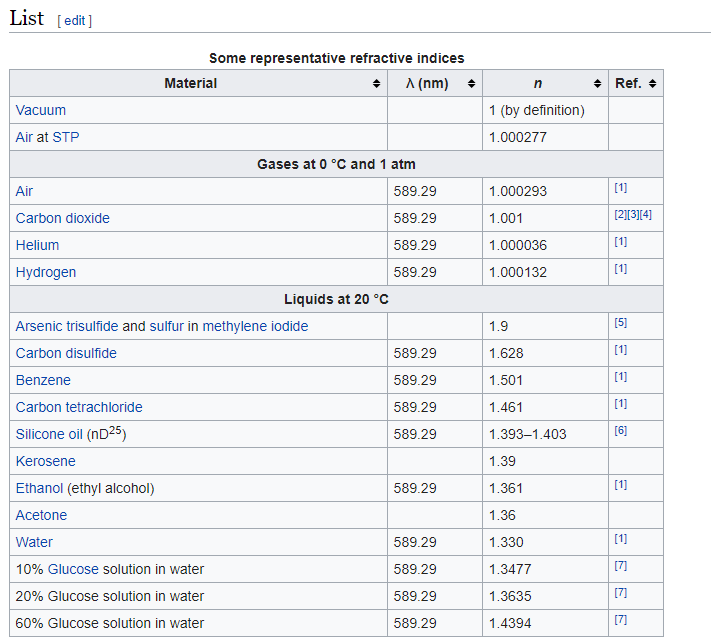 List [ edit ]
Some representative refractive indices
Material λ (nm) n Ref.
Vacuum 1 (by definition)
Air at STP 1.000277
Gases at 0 °C and 1 atm
Air 589.29 1.000293 [1]
Carbon dioxide 589.29 1.001 [2][3][4]
Helium 589.29 1.000036 [1]
Hydrogen 589.29 1.000132 [1]
Liquids at 20 °C
Arsenic trisulfide and sulfur in methylene iodide 1.9 [5]
Carbon disulfide 589.29 1.628 [1]
Benzene 589.29 1.501 [1]
Carbon tetrachloride 589.29 1.461 [1]
Silicone oil (nD25) 589.29 1.393–1.403 [6]
Kerosene 1.39
Ethanol (ethyl alcohol) 589.29 1.361 [1]
Acetone 1.36
Water 589.29 1.330 [1]
10% Glucose solution in water 589.29 1.3477 [7]
20% Glucose solution in water 589.29 1.3635 [7]
60% Glucose solution in water 589.29 1.4394 [7]